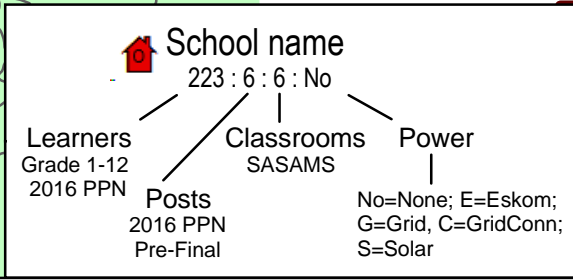 School name
O
223 : 6 : 6 : No
Learners
Grade 1-12
2016 PPN
Posts
2016 PPN
Pre-Final
Classrooms
SASAMS
Power
No=None; E=Eskom;
G=Grid, C=GridConn;
S=Solar